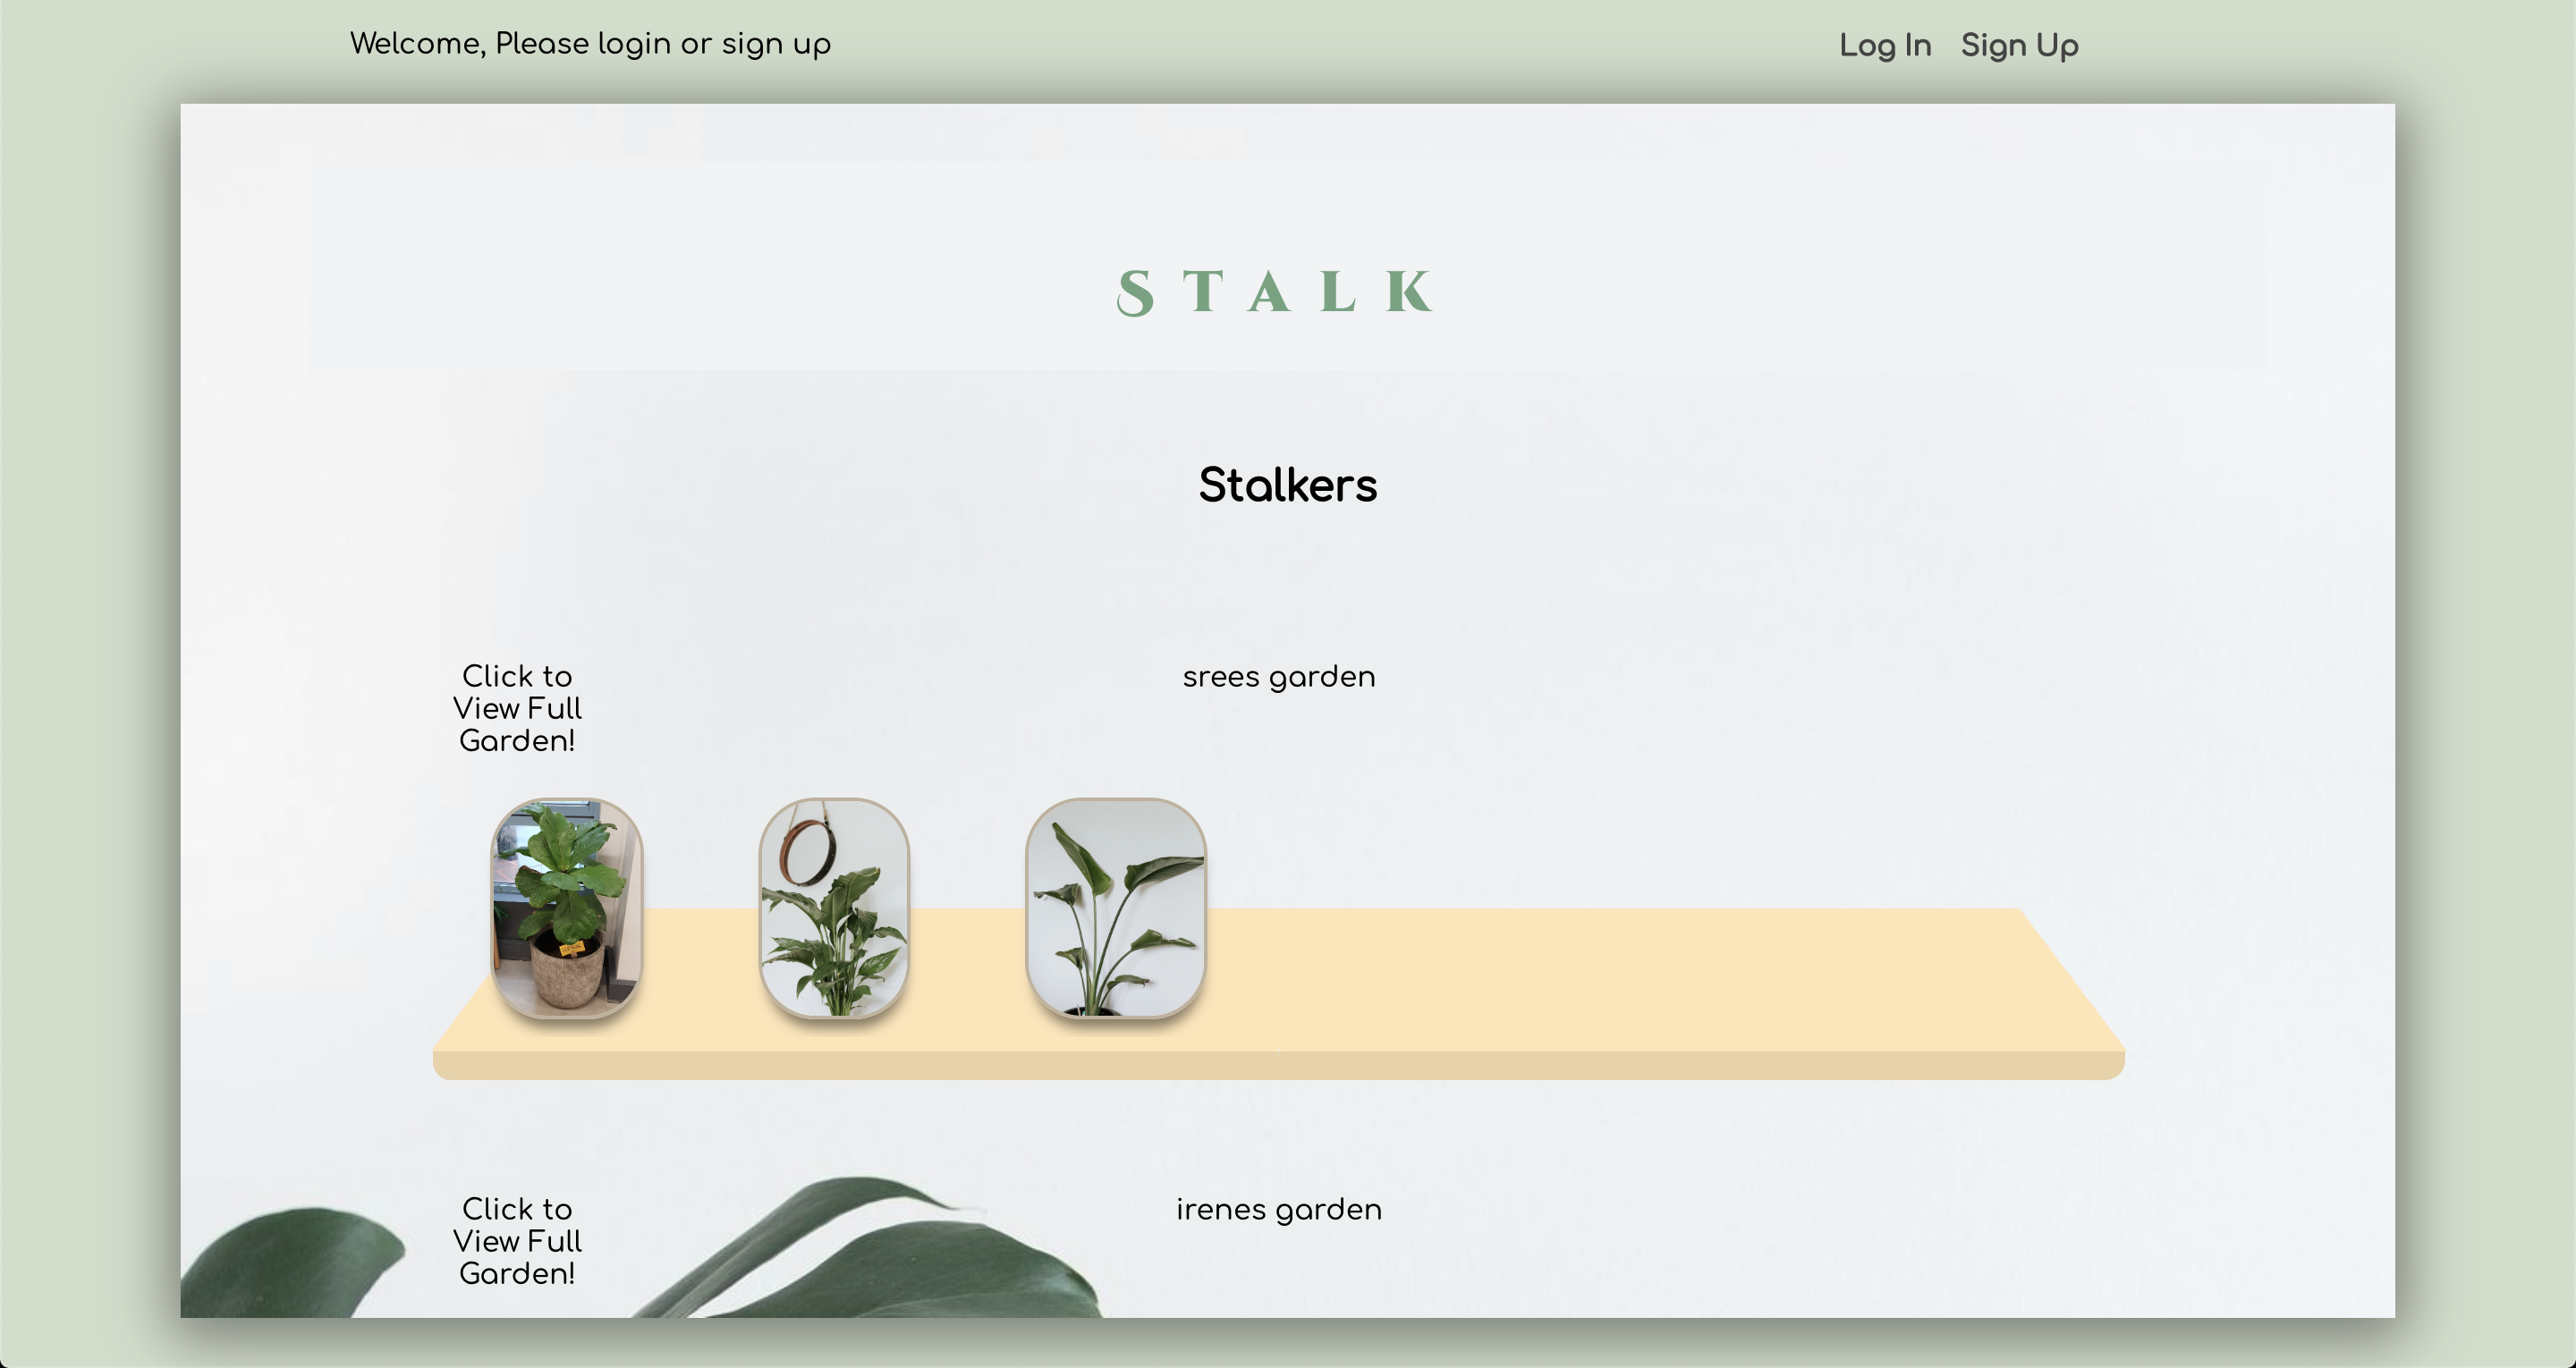 Welcome, Please login or sign up
Log In Sign Up
STALK
Stalkers
Click to
View Full
Garden!
srees garden
Click to
View Full
Garden!
irenes garden